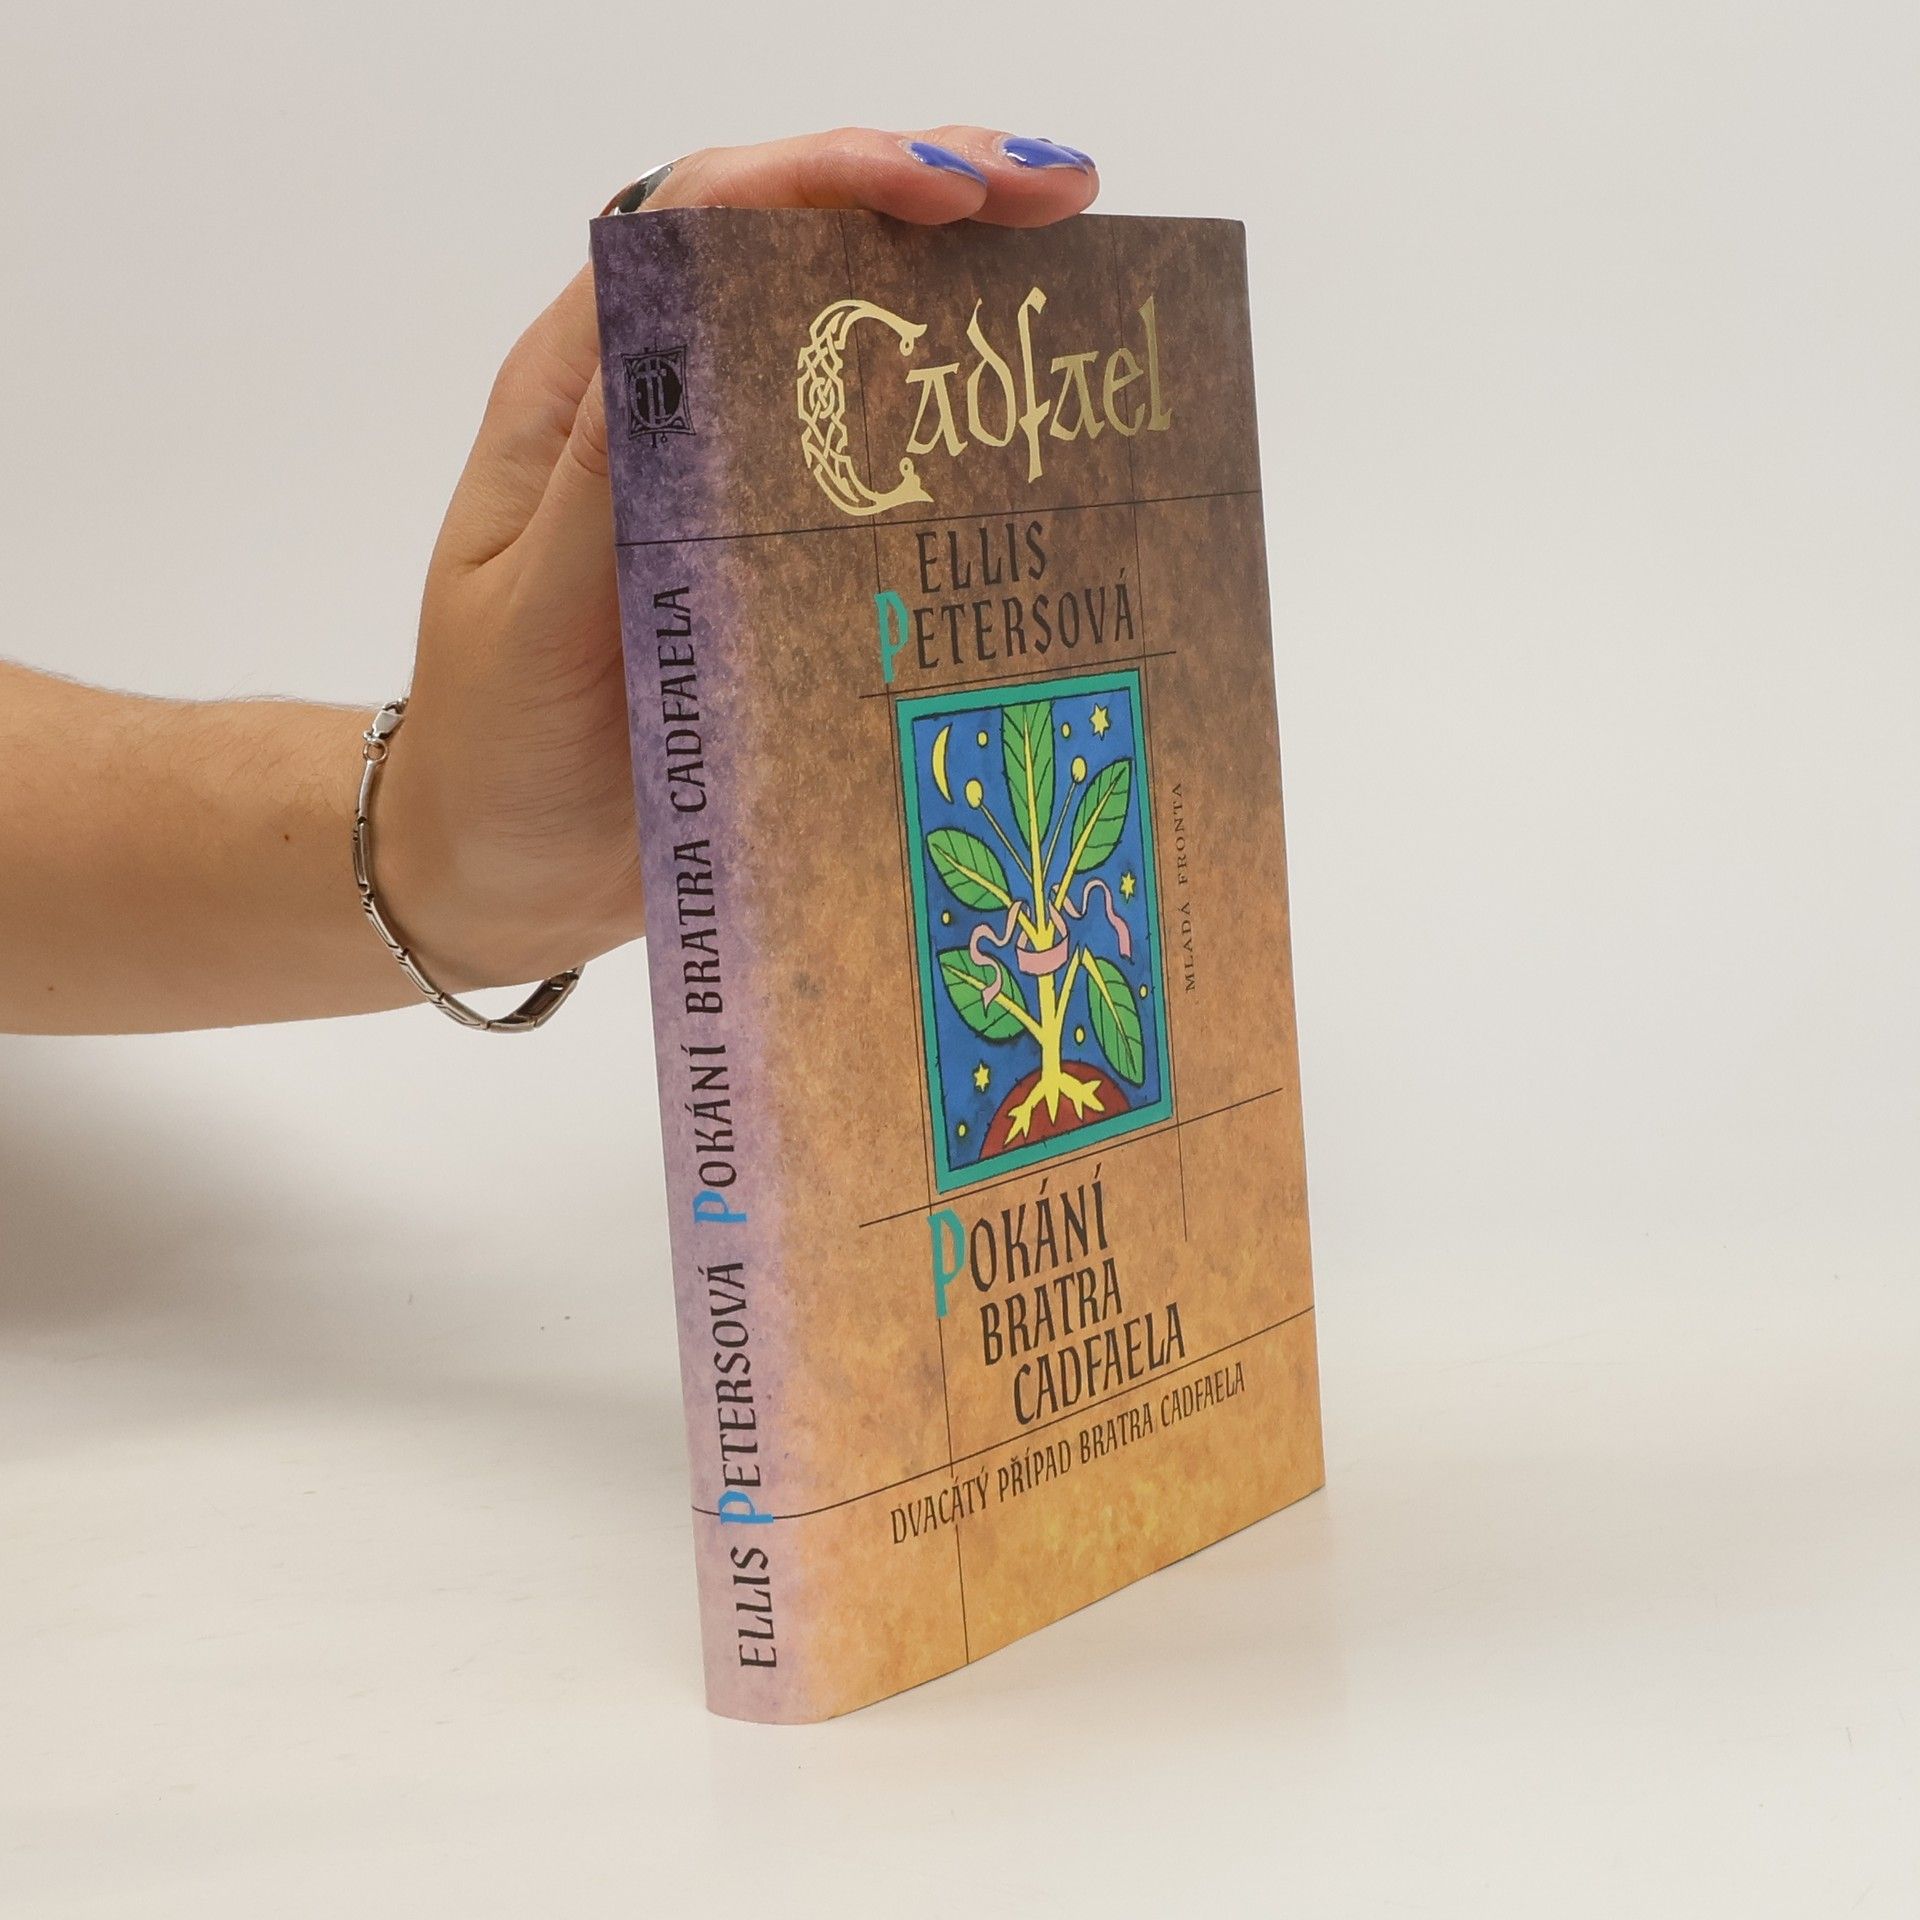 Cadfael
ELLIS
PETERSOVÁ
MLADÁ FRONTA
POKÁNÍ
BRATRA
CADFAELA
DVACÁTÝ PŘÍPAD BRATRA CADFAELA
ELLIS PETERSOVÁ POKÁNÍ BRATRA CADFAELA